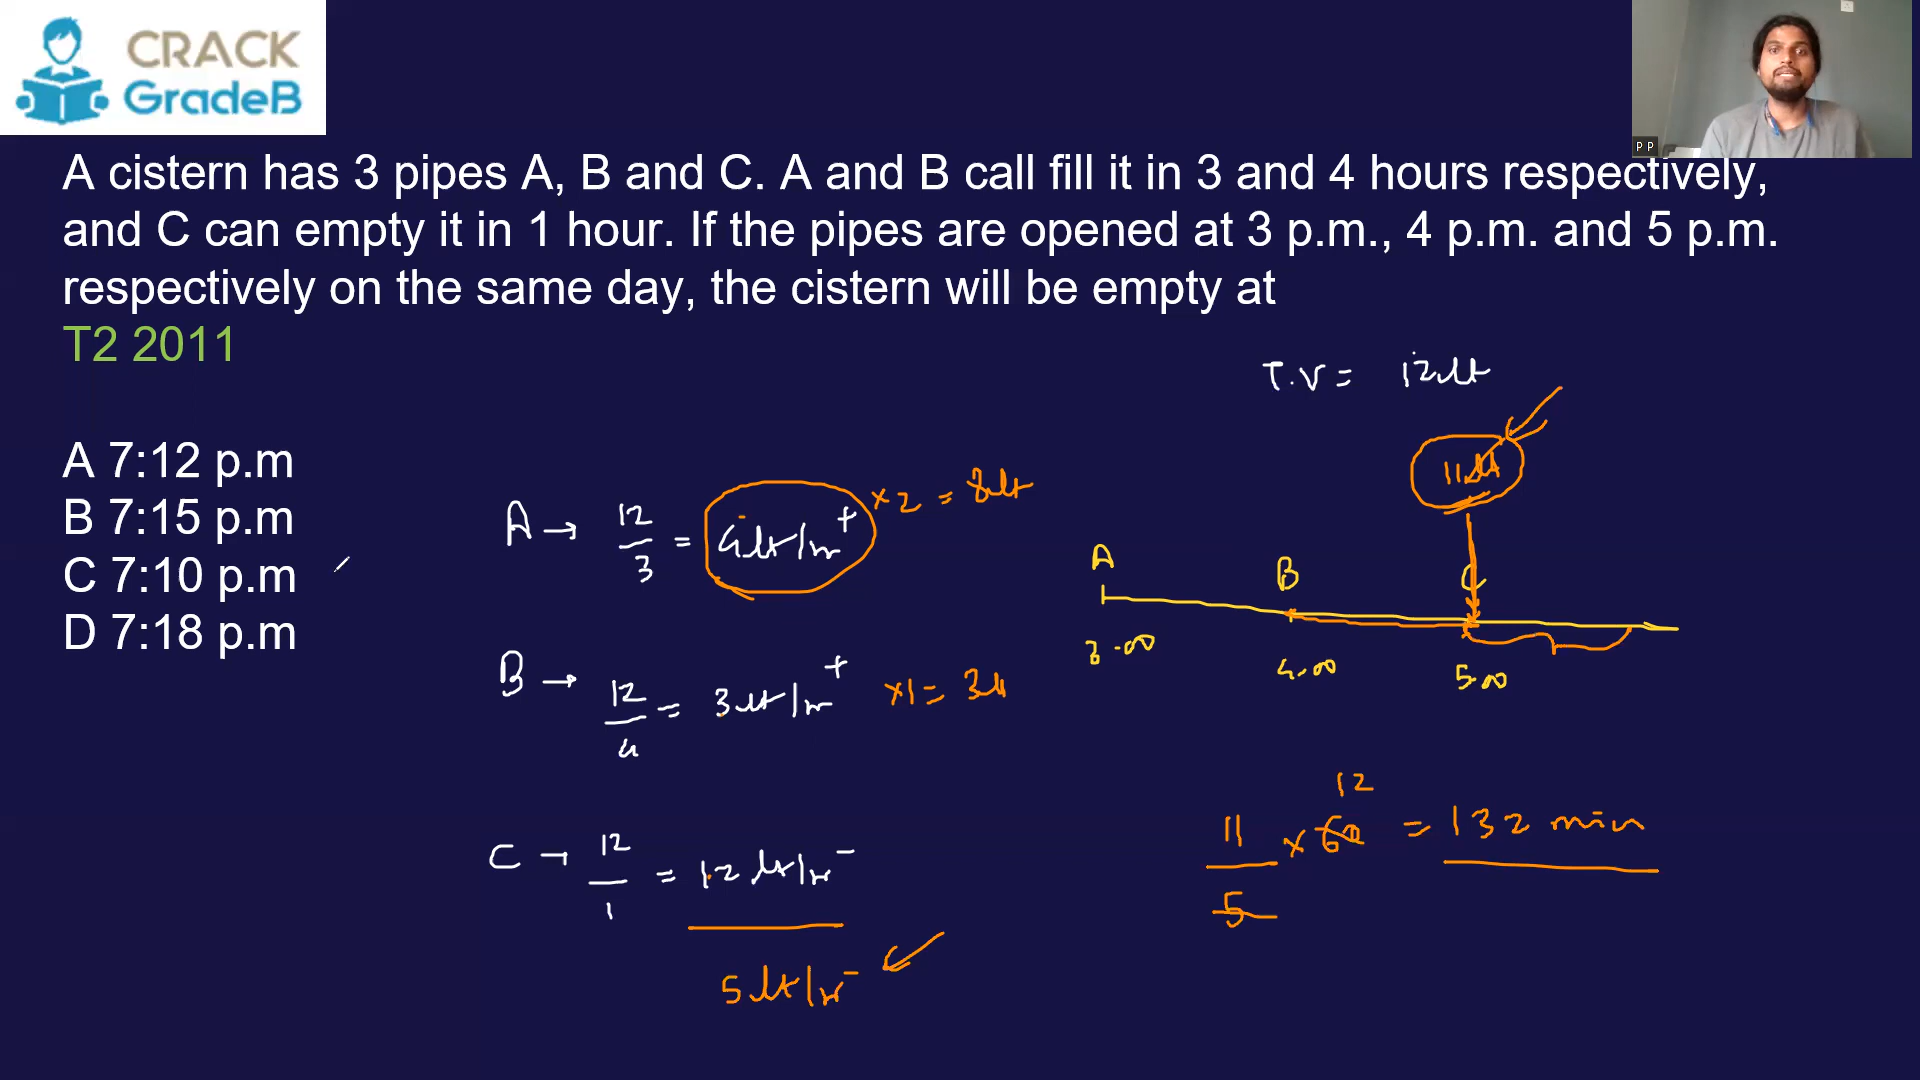 CRACK
GradeB
P P
A cistern has 3 pipes A, B and C. A and B call fill it in 3 and 4 hours respectively,
and C can empty it in 1 hour. If the pipes are opened at 3 p.m., 4 p.m. and 5 p.m.
respectively on the same day, the cistern will be empty at
T2 2011
T.V = 12lt
A 7:12 p.m
B 7:15 p.m
C 7:10 p.m
D 7:18 p.m
11lt
A → 12/3 = 4lt/hr + ×2 = 8lt
A B C
3.00 4.00 5.00
B → 12/4 = 3lt/hr + ×1 = 3lt
11/5 × 60 12 = 132 min
C → 12/1 = 12lt/hr -
5lt/hr -